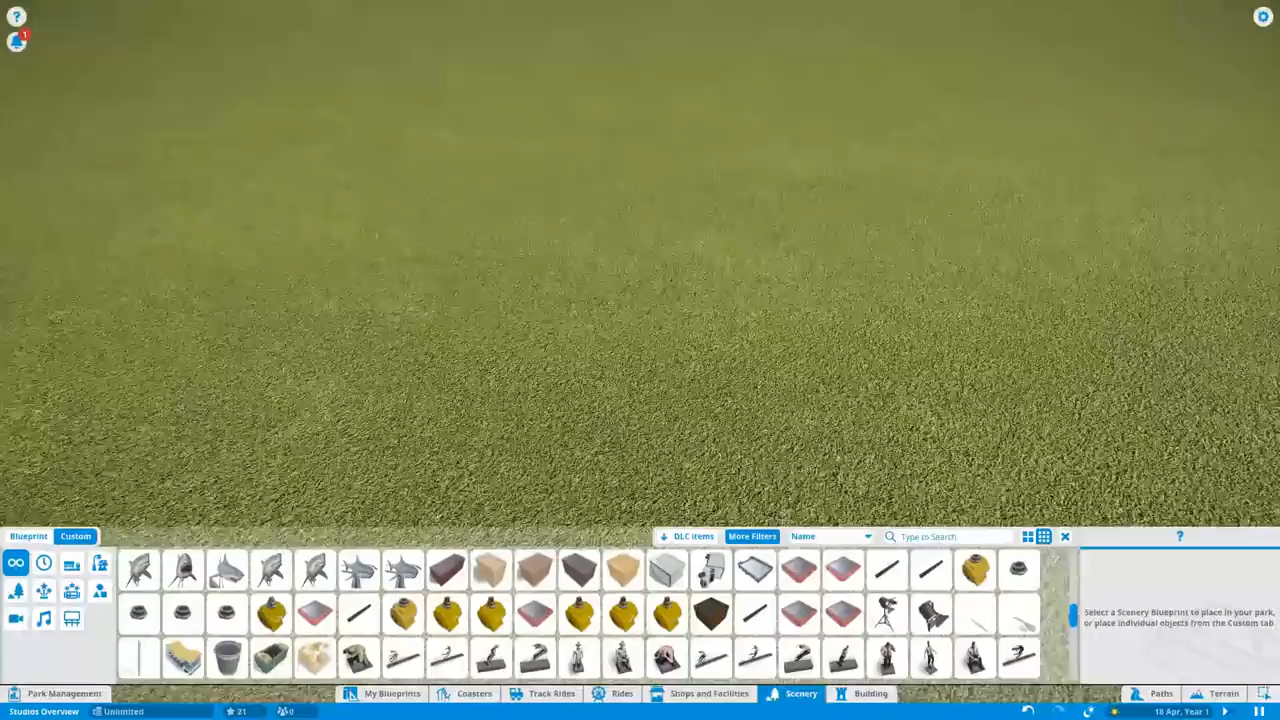 ?
1
Blueprint
Custom
DLC items
More Filters
Name
Type to Search
?
Select a Scenery Blueprint to place in your park,
or place individual objects from the Custom tab
Park Management
My Blueprints
Coasters
Track Rides
Rides
Shops and Facilities
Scenery
Building
Paths
Terrain
Studios Overview
Unlimited
21
0
18 Apr, Year 1